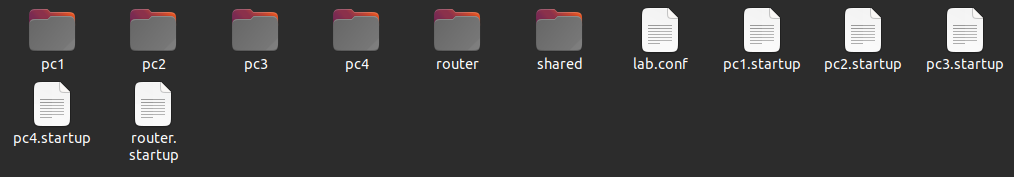 pc1
pc2
pc3
pc4
router
shared
lab.conf
pc1.startup
pc2.startup
pc3.startup
pc4.startup
router.
startup